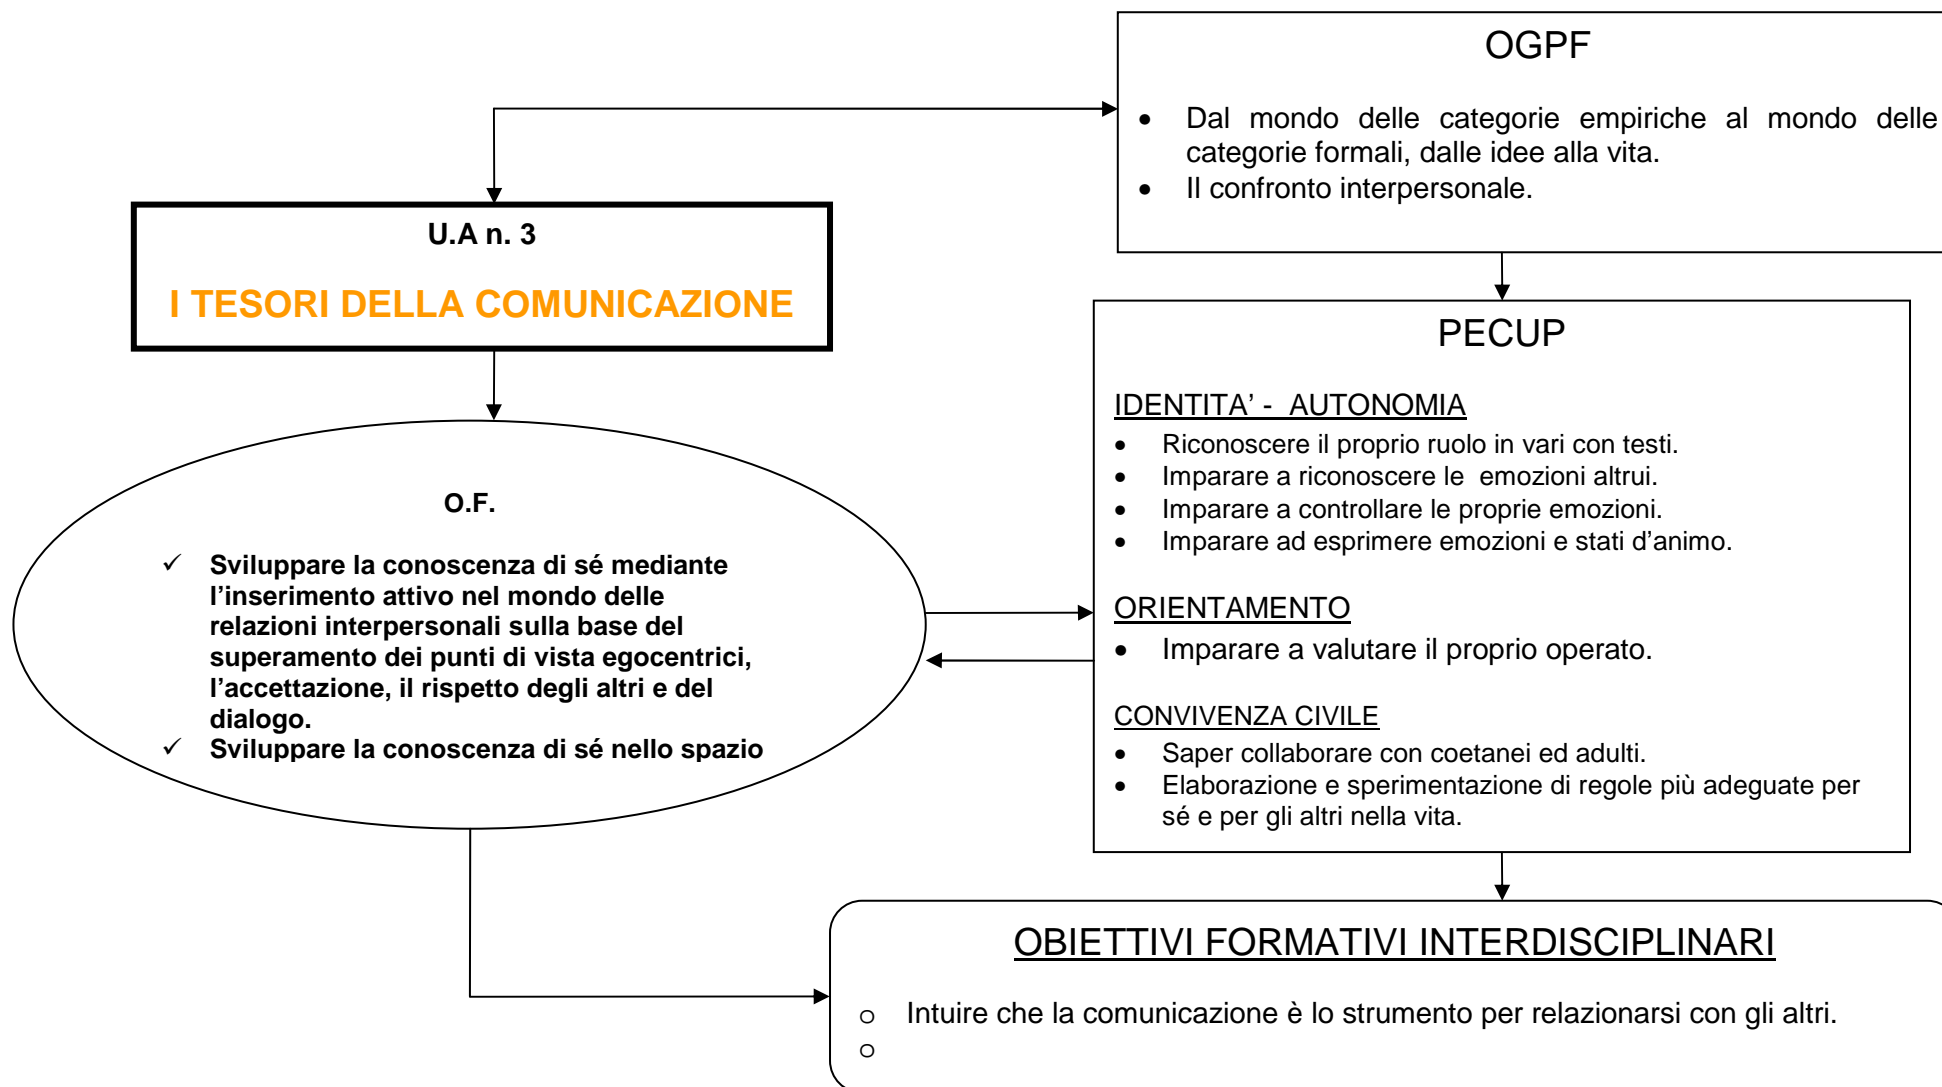 OGPF
• Dal mondo delle categorie empiriche al mondo delle
categorie formali, dalle idee alla vita.
• Il confronto interpersonale.
U.A n. 3
I TESORI DELLA COMUNICAZIONE
PECUP
IDENTITA’ - AUTONOMIA
• Riconoscere il proprio ruolo in vari con testi.
• Imparare a riconoscere le emozioni altrui.
• Imparare a controllare le proprie emozioni.
• Imparare ad esprimere emozioni e stati d’animo.
ORIENTAMENTO
• Imparare a valutare il proprio operato.
CONVIVENZA CIVILE
• Saper collaborare con coetanei ed adulti.
• Elaborazione e sperimentazione di regole più adeguate per
sé e per gli altri nella vita.
O.F.
✓ Sviluppare la conoscenza di sé mediante
l’inserimento attivo nel mondo delle
relazioni interpersonali sulla base del
superamento dei punti di vista egocentrici,
l’accettazione, il rispetto degli altri e del
dialogo.
✓ Sviluppare la conoscenza di sé nello spazio
OBIETTIVI FORMATIVI INTERDISCIPLINARI
o Intuire che la comunicazione è lo strumento per relazionarsi con gli altri.
o